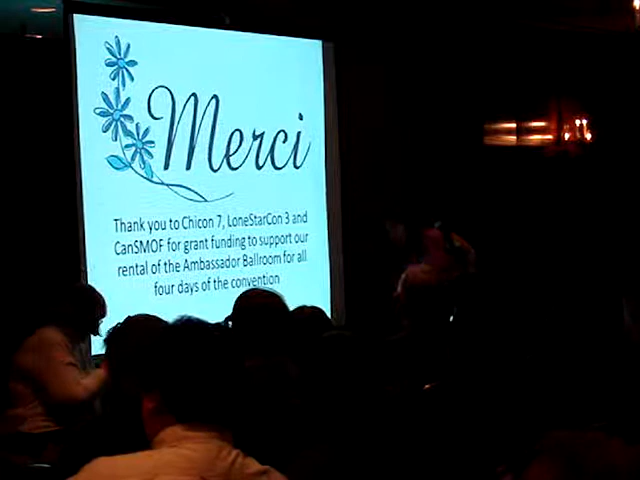 Merci
Thank you to Chicon 7, LoneStarCon 3 and
CanSMOF for grant funding to support our
rental of the Ambassador Ballroom for all
four days of the convention